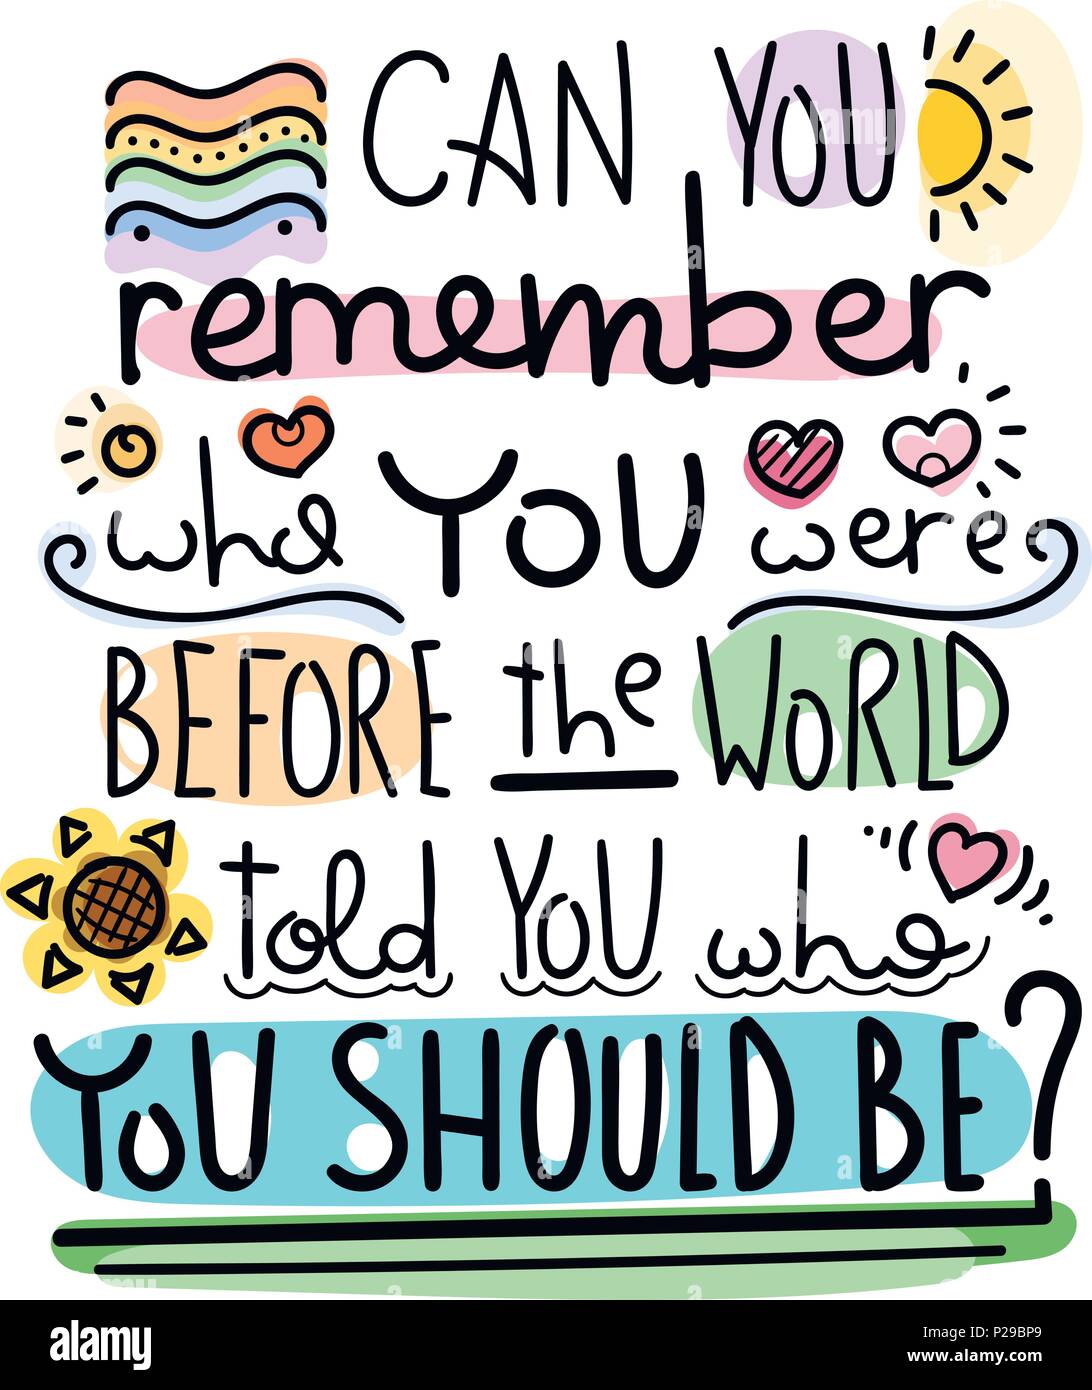 CAN YOU
remember
who YOU were
BEFORE the WORLD
told YOU who
YOU SHOULD BE?
alamy
Image ID: P29BP9
www.alamy.com